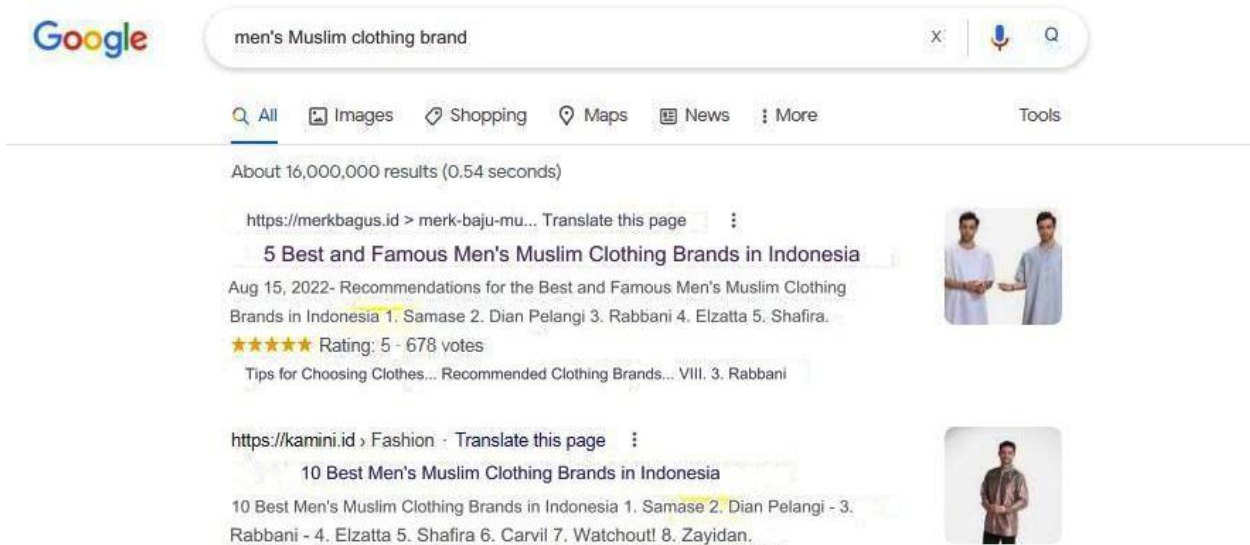 Google
men's Muslim clothing brand
X
Q
All Images Shopping Maps News More Tools
About 16,000,000 results (0.54 seconds)
https://merkbagus.id > merk-baju-mu... Translate this page
5 Best and Famous Men's Muslim Clothing Brands in Indonesia
Aug 15, 2022- Recommendations for the Best and Famous Men's Muslim Clothing
Brands in Indonesia 1. Samase 2. Dian Pelangi 3. Rabbani 4. Elzatta 5. Shafira.
Rating: 5 · 678 votes
Tips for Choosing Clothes... Recommended Clothing Brands... VIII. 3. Rabbani
https://kamini.id › Fashion · Translate this page
10 Best Men's Muslim Clothing Brands in Indonesia
10 Best Men's Muslim Clothing Brands in Indonesia 1. Samase 2. Dian Pelangi - 3.
Rabbani - 4. Elzatta 5. Shafira 6. Carvil 7. Watchout! 8. Zayidan.